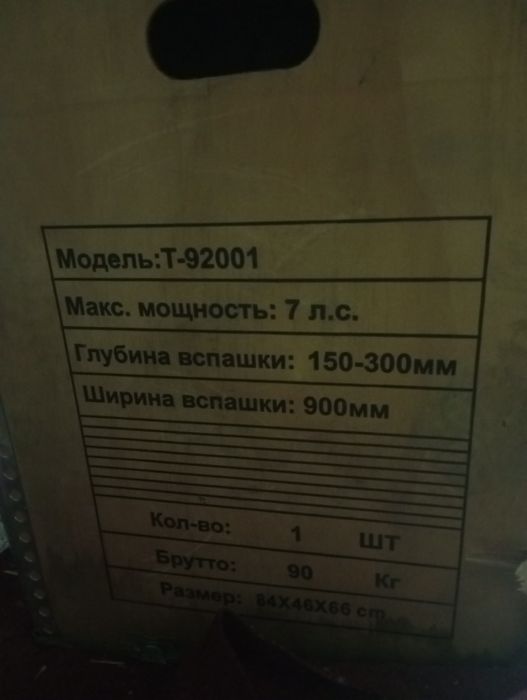 Модель:Т-92001
Макс. мощность: 7 л.с.
Глубина вспашки: 150-300мм
Ширина вспашки: 900мм
Кол-во: 1 ШТ
Брутто: 90 Кг
Размер: 84X46X66 cm